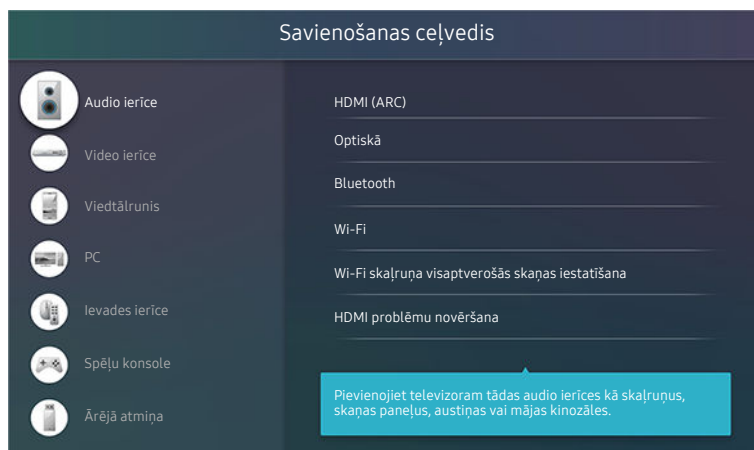 Savienošanas ceļvedis
Audio ierīce
Video ierīce
Viedtālrunis
PC
Ievades ierīce
Spēļu konsole
Ārējā atmiņa
HDMI (ARC)
Optiskā
Bluetooth
Wi-Fi
Wi-Fi skaļruņa visaptverošās skaņas iestatīšana
HDMI problēmu novēršana
Pievienojiet televizoram tādas audio ierīces kā skaļruņus,
skaņas paneļus, austiņas vai mājas kinozāles.